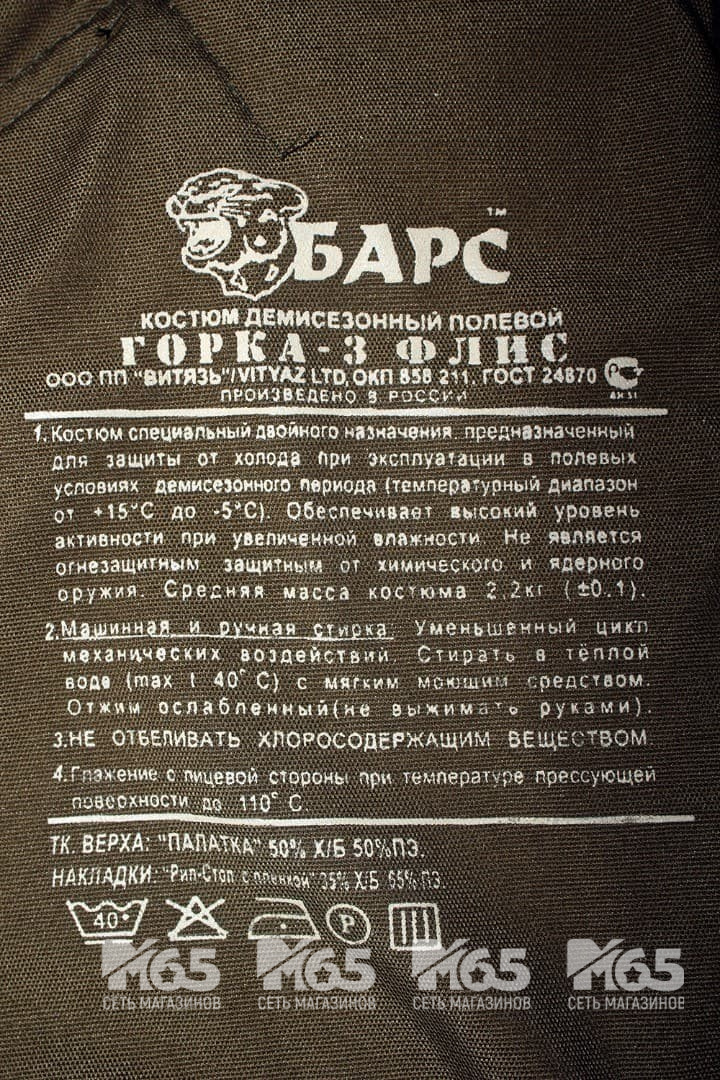 БАРС™
КОСТЮМ ДЕМИСЕЗОННЫЙ ПОЛЕВОЙ
ГОРКА-3 ФЛИС
ООО ПП "ВИТЯЗЬ"/VITYAZ LTD, ОКП 858 211. ГОСТ 24870
ПРОИЗВЕДЕНО В РОССИИ
1. Костюм специальный двойного назначения, предназначенный
для защиты от холода при эксплуатации в полевых
условиях демисезонного периода (температурный диапазон
от +15°С до -5°С). Обеспечивает высокий уровень
активности при увеличенной влажности. Не является
огнезащитным защитным от химического и ядерного
оружия. Средняя масса костюма 2.2кг (±0.1).
2. Машинная и ручная стирка. Уменьшенный цикл
механических воздействий. Стирать в тёплой
воде (max t 40° С) с мягким моющим средством.
Отжим ослабленный(не выжимать руками).
3.НЕ ОТБЕЛИВАТЬ ХЛОРОСОДЕРЖАЩИМ ВЕЩЕСТВОМ
4.Глажение с лицевой стороны при температуре прессующей
поверхности до 110° С
ТК. ВЕРХА: "ПАЛАТКА" 50% Х/Б 50%ПЭ.
НАКЛАДКИ: "Рип-Стоп с пленкой" 35% Х/Б 65% ПЭ.
40° P
М65 М65 М65 М65
СЕТЬ МАГАЗИНОВ СЕТЬ МАГАЗИНОВ СЕТЬ МАГАЗИНОВ СЕТЬ МАГАЗИНОВ